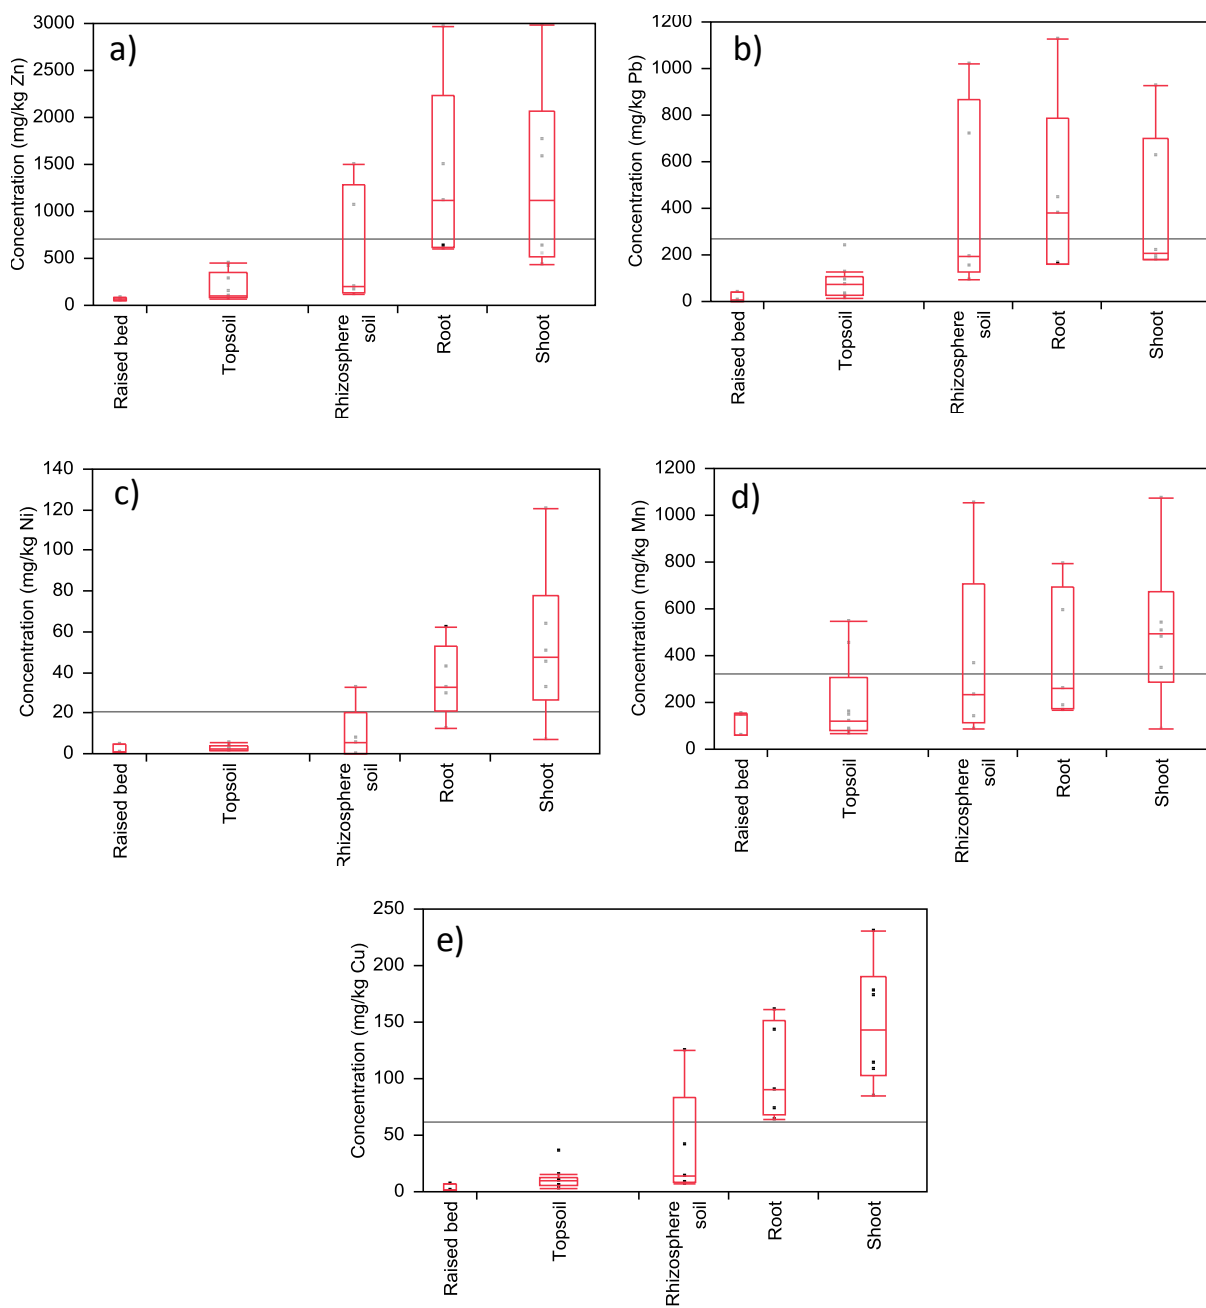 a)
Concentration (mg/kg Zn)
3000
2500
2000
1500
1000
500
0
Raised bed
Topsoil
Rhizosphere
soil
Root
Shoot
b)
Concentration (mg/kg Pb)
1200
1000
800
600
400
200
0
Raised bed
Topsoil
Rhizosphere
soil
Root
Shoot
c)
Concentration (mg/kg Ni)
140
120
100
80
60
40
20
0
Raised bed
Topsoil
Rhizosphere
soil
Root
Shoot
d)
Concentration (mg/kg Mn)
1200
1000
800
600
400
200
0
Raised bed
Topsoil
Rhizosphere
soil
Root
Shoot
e)
Concentration (mg/kg Cu)
250
200
150
100
50
0
Raised bed
Topsoil
Rhizosphere
soil
Root
Shoot